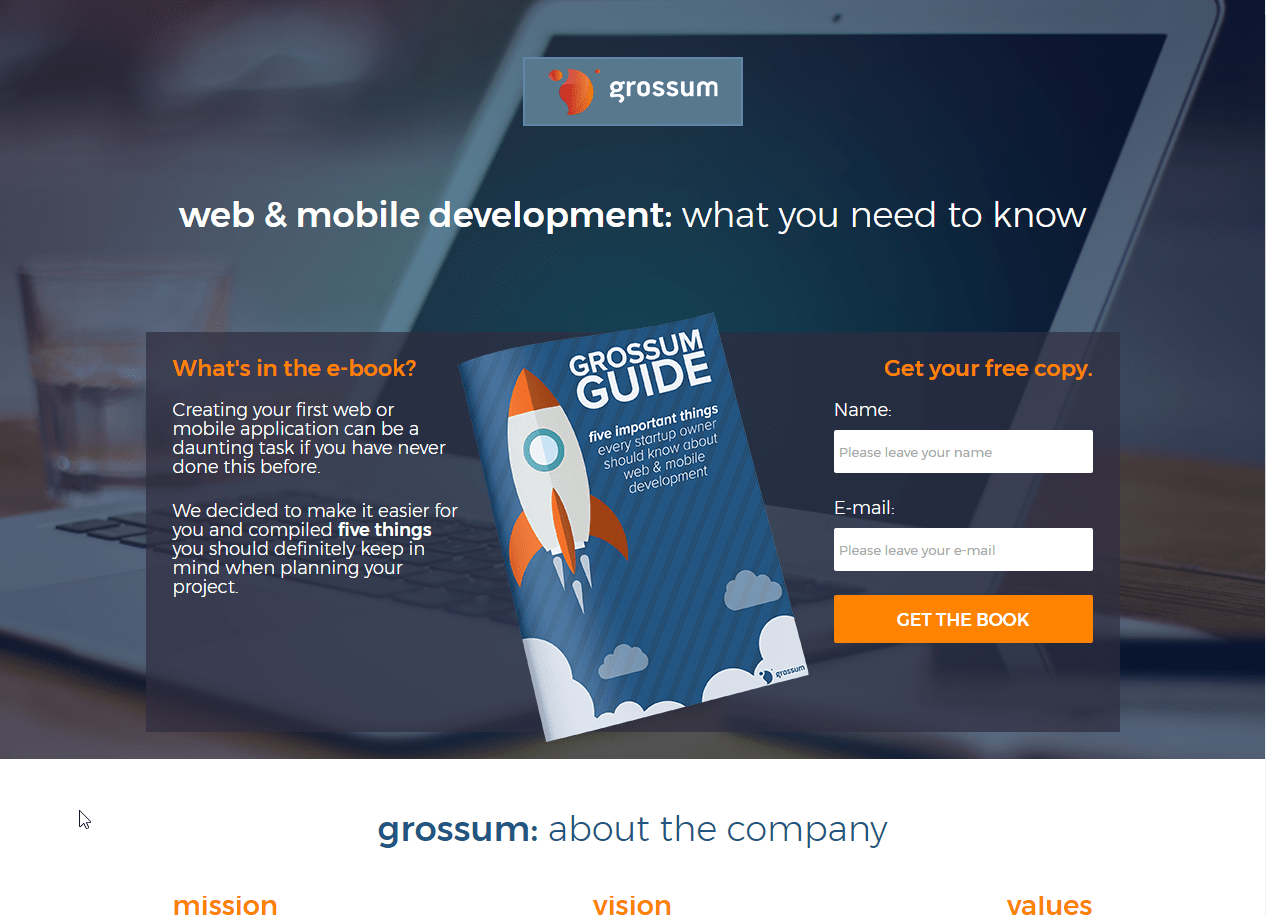 grossum
web & mobile development: what you need to know
What's in the e-book?
Creating your first web or
mobile application can be a
daunting task if you have never
done this before.
We decided to make it easier for
you and compiled five things
you should definitely keep in
mind when planning your
project.
GROSSUM
GUIDE
five important things
every startup owner
should know about
web & mobile
development
grossum
Get your free copy.
Name:
Please leave your name
E-mail:
Please leave your e-mail
GET THE BOOK
grossum: about the company
mission vision values